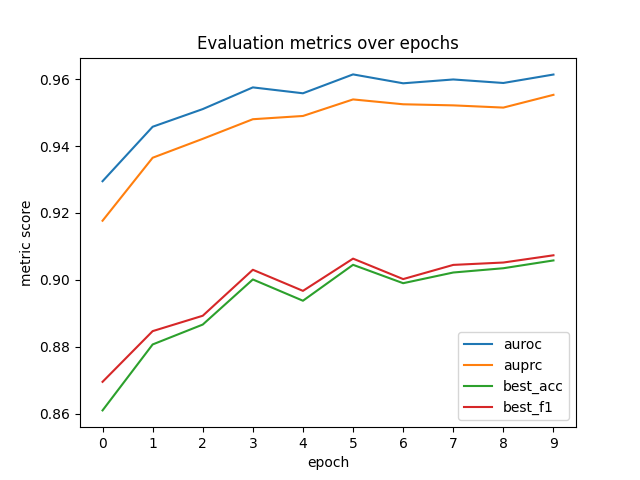 Evaluation metrics over epochs
metric score
0.96
0.94
0.92
0.90
0.88
0.86
auroc
auprc
best_acc
best_f1
0 1 2 3 4 5 6 7 8 9
epoch